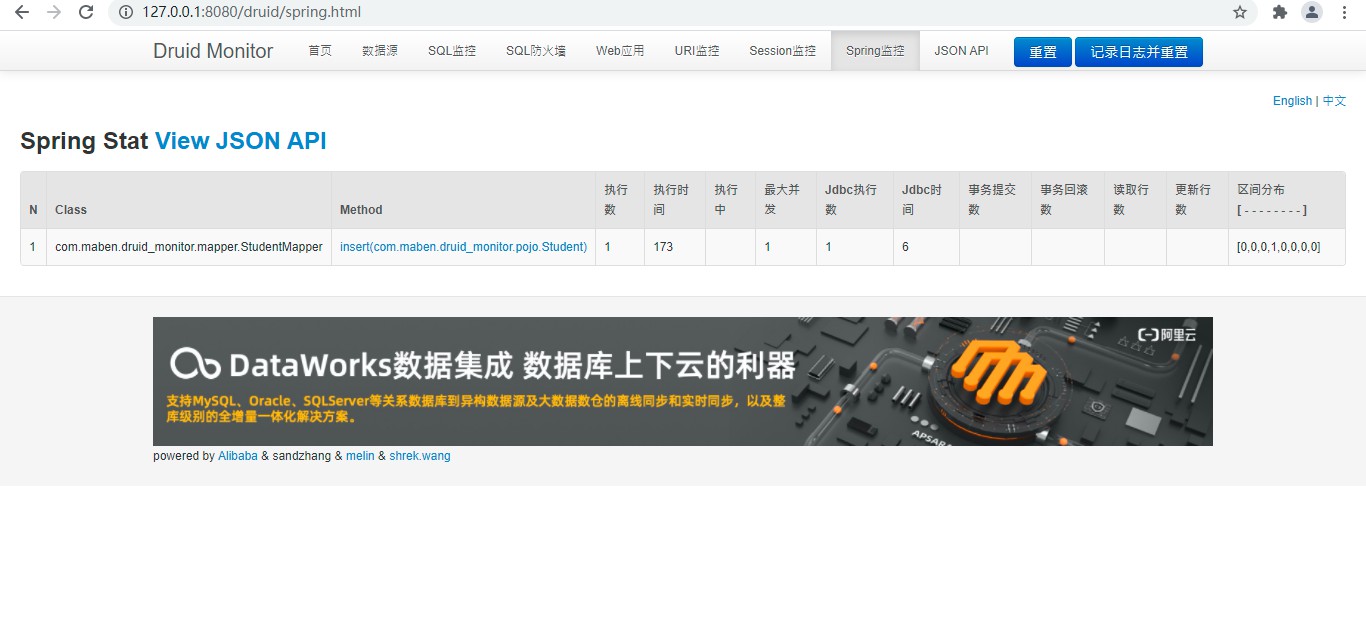 127.0.0.1:8080/druid/spring.html
Druid Monitor 首页 数据源 SQL监控 SQL防火墙 Web应用 URI监控 Session监控 Spring监控 JSON API 重置 记录日志并重置
English | 中文
Spring Stat View JSON API
N Class Method 执行数 执行时间 执行中 最大并发 Jdbc执行数 Jdbc时间 事务提交数 事务回滚数 读取行数 更新行数 区间分布 [ - - - - - - - - ]
1 com.maben.druid_monitor.mapper.StudentMapper insert(com.maben.druid_monitor.pojo.Student) 1 173 1 1 6 [0,0,0,1,0,0,0,0]
阿里云
DataWorks数据集成 数据库上下云的利器
支持MySQL、Oracle、SQLServer等关系数据库到异构数据源及大数据数仓的离线同步和实时同步，以及整
库级别的全增量一体化解决方案。
APSARA
powered by Alibaba & sandzhang & melin & shrek.wang